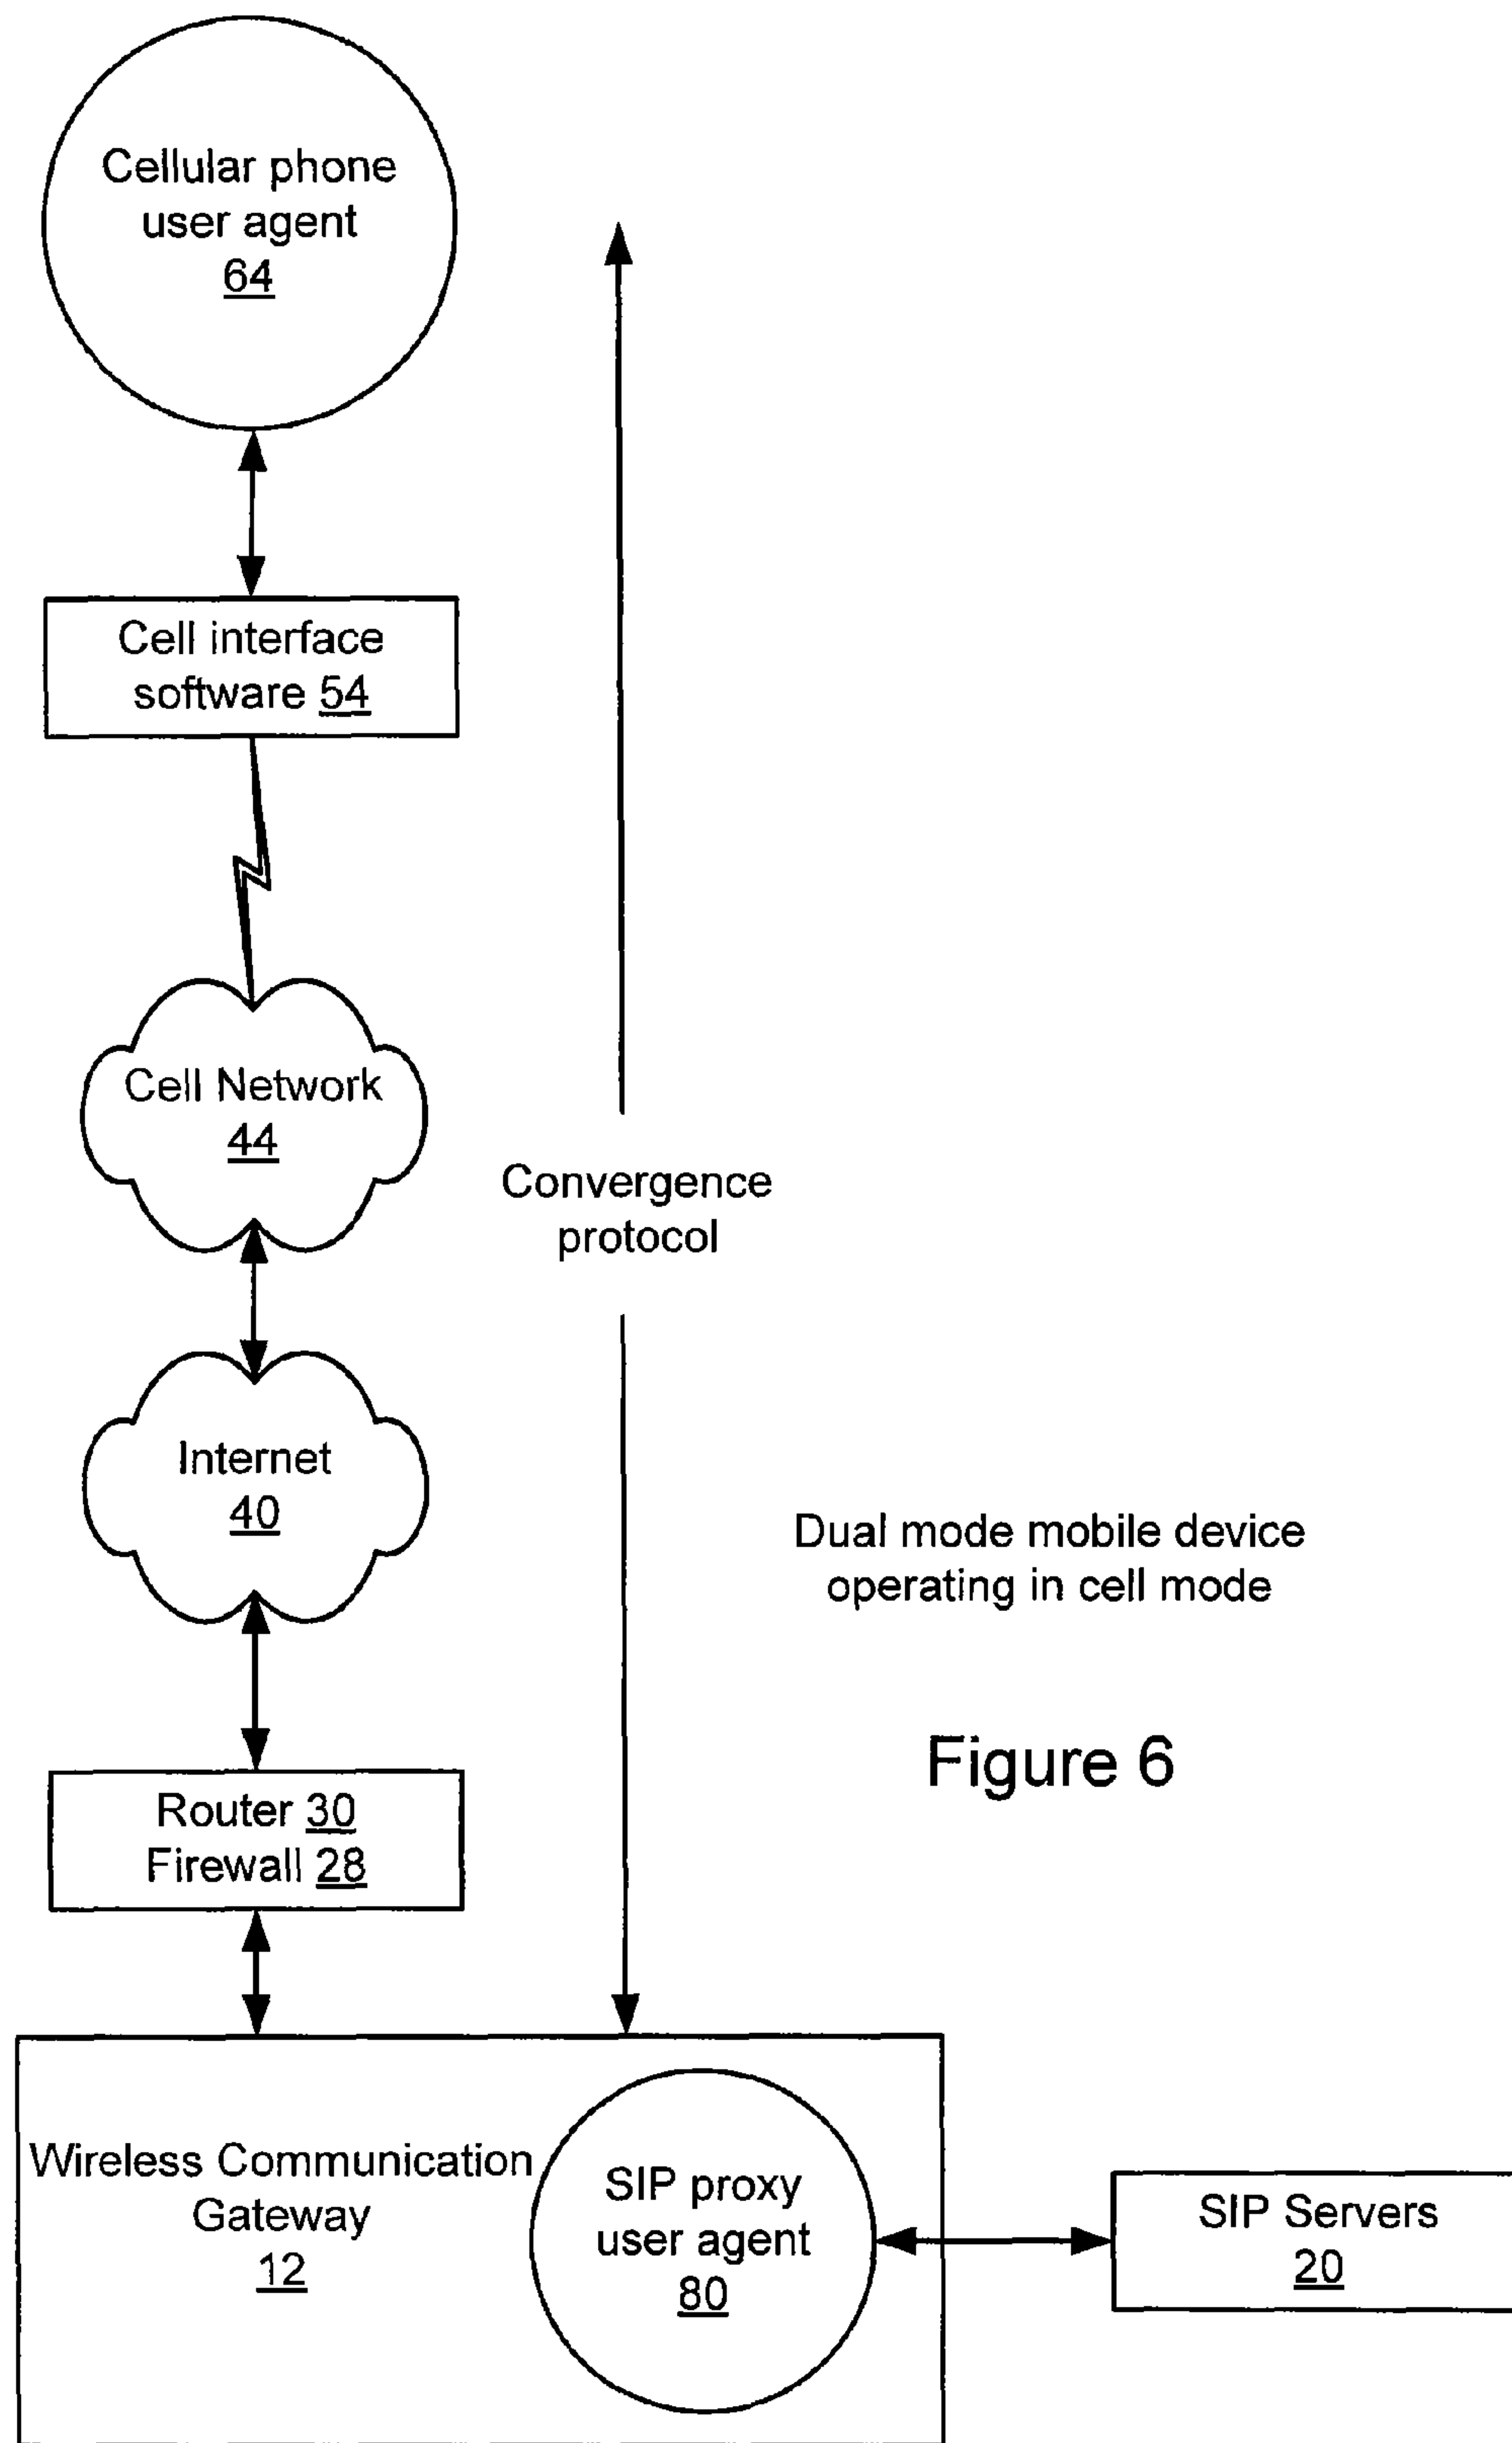 Cellular phone
user agent
64
Cell interface
software 54
Cell Network
44
Convergence
protocol
Internet
40
Dual mode mobile device
operating in cell mode
Figure 6
Router 30
Firewall 28
Wireless Communication
Gateway
12
SIP proxy
user agent
80
SIP Servers
20